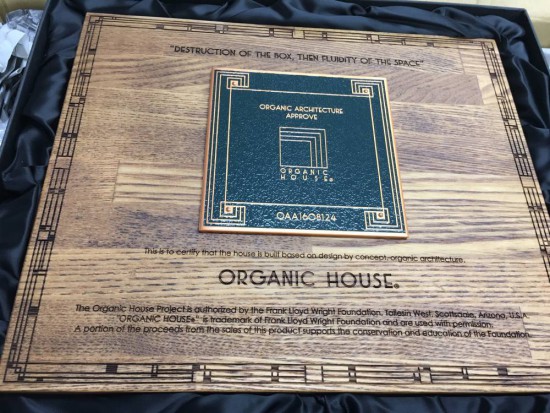 "DESTRUCTION OF THE BOX, THEN FLUIDITY OF THE SPACE"
ORGANIC ARCHITECTURE
APPROVE
ORGANIC
HOUSE®
OAA1608124
This is to certify that the house is built based on design by concept, organic architecture.
ORGANIC HOUSE®
The Organic House Project is authorized by the Frank Lloyd Wright Foundation, Taliesin West, Scottsdale, Arizona, U.S.A.
"ORGANIC HOUSE®" is trademark of Frank Lloyd Wright Foundation and are used with permission.
A portion of the proceeds from the sales of this product supports the conservation and education of the Foundation.